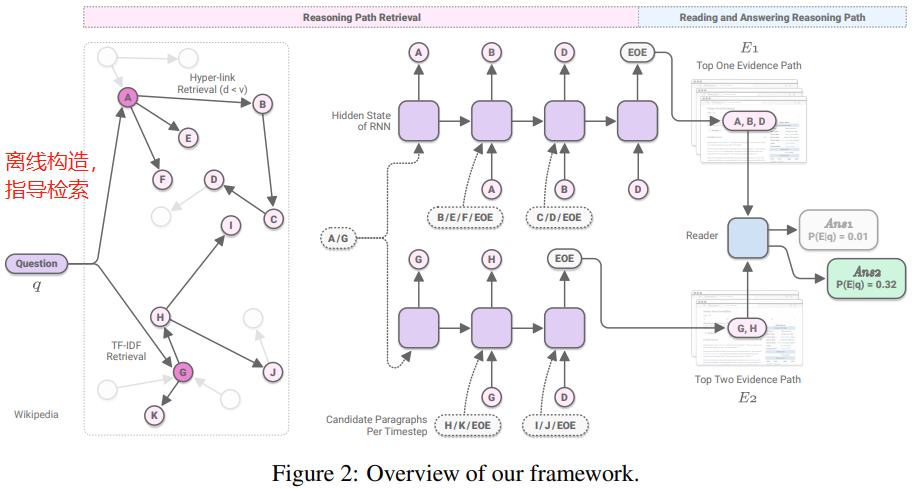 Reasoning Path Retrieval
Reading and Answering Reasoning Path
Hyper-link
Retrieval (d < v)
A
B
E
F
D
C
I
离线构造,
指导检索
Question
q
H
TF-IDF
Retrieval
G
J
K
Wikipedia
A
B
D
EOE
Hidden State
of RNN
A
B
D
B/E/F/EOE
C/D/EOE
A/G
G
H
EOE
G
D
Candidate Paragraphs
Per Timestep
H/K/EOE
I/J/EOE
E1
Top One Evidence Path
A, B, D
Reader
Ans1
P(E|q) = 0.01
Ans2
P(E|q) = 0.32
G, H
Top Two Evidence Path
E2
Figure 2: Overview of our framework.